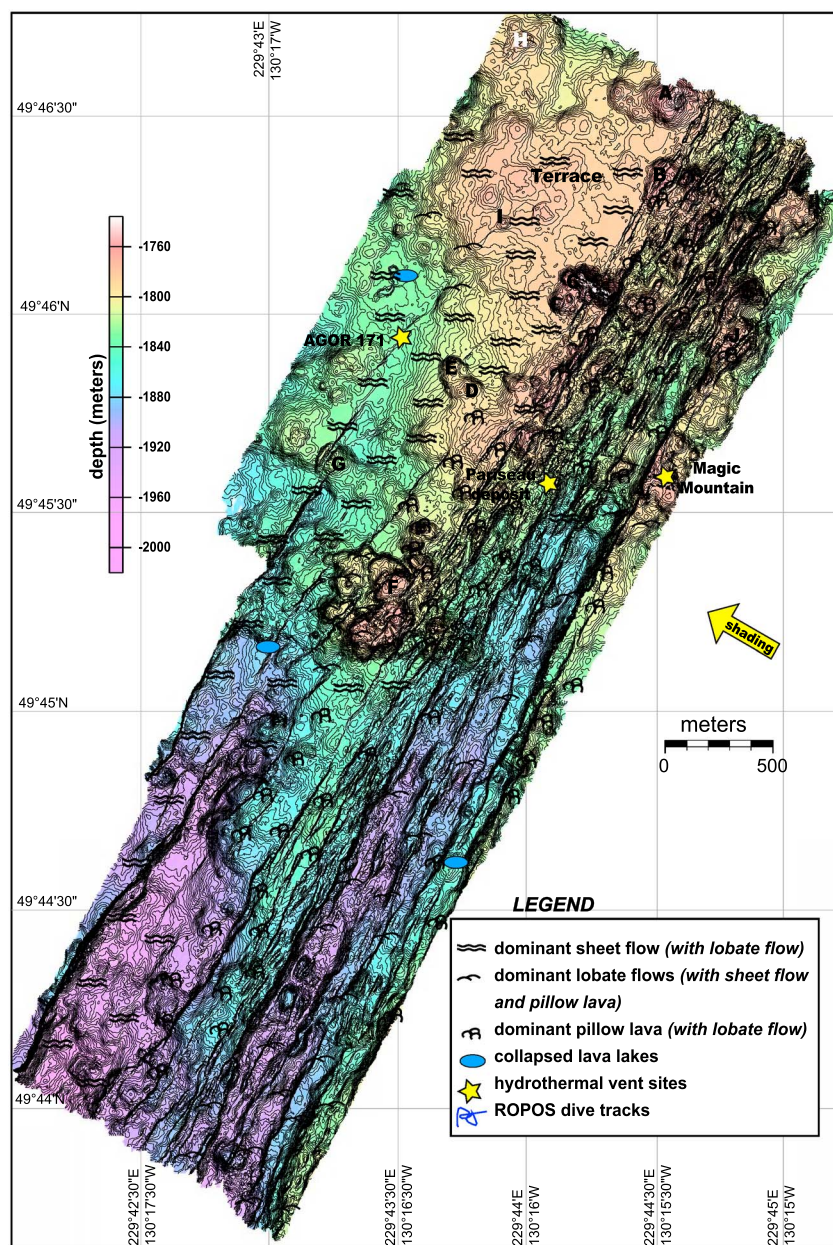 229°43'E
130°17'W
H
49°46'30"
A
B
Terrace
I
-1760
-1800
-1840
-1880
-1920
-1960
-2000
depth (meters)
C
49°46'N
AGOR 171
J
E
D
G
Pariseau
deposit
Magic
Mountain
49°45'30"
F
shading
49°45'N
meters
0 500
49°44'30"
LEGEND
dominant sheet flow (with lobate flow)
dominant lobate flows (with sheet flow
and pillow lava)
dominant pillow lava (with lobate flow)
collapsed lava lakes
hydrothermal vent sites
ROPOS dive tracks
K
49°44'N
229°42'30"E
130°17'30"W
229°43'30"E
130°16'30"W
229°44'E
130°16'W
229°44'30"E
130°15'30"W
229°45'E
130°15'W